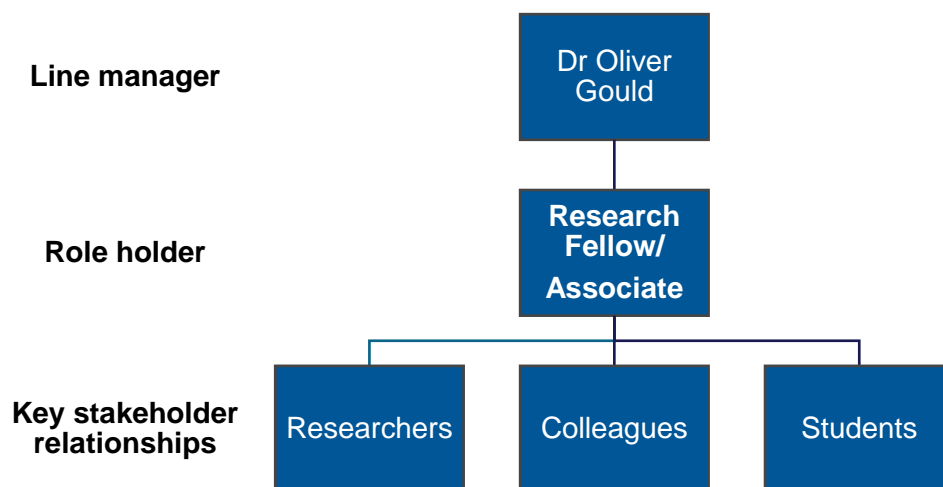 Line manager
Dr Oliver
Gould
Role holder
Research
Fellow/
Associate
Key stakeholder
relationships
Researchers
Colleagues
Students